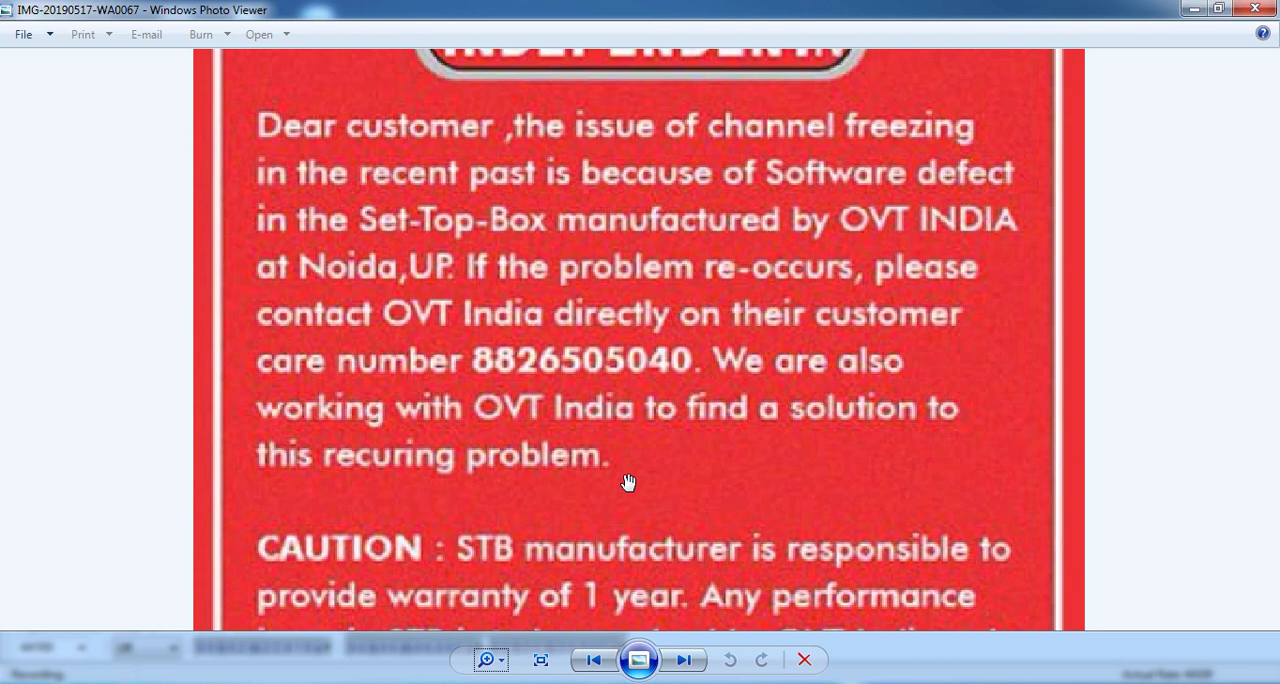 IMG-20190517-WA0067 - Windows Photo Viewer
File Print E-mail Burn Open
Dear customer ,the issue of channel freezing
in the recent past is because of Software defect
in the Set-Top-Box manufactured by OVT INDIA
at Noida,UP. If the problem re-occurs, please
contact OVT India directly on their customer
care number 8826505040. We are also
working with OVT India to find a solution to
this recuring problem.
CAUTION : STB manufacturer is responsible to
provide warranty of 1 year. Any performance